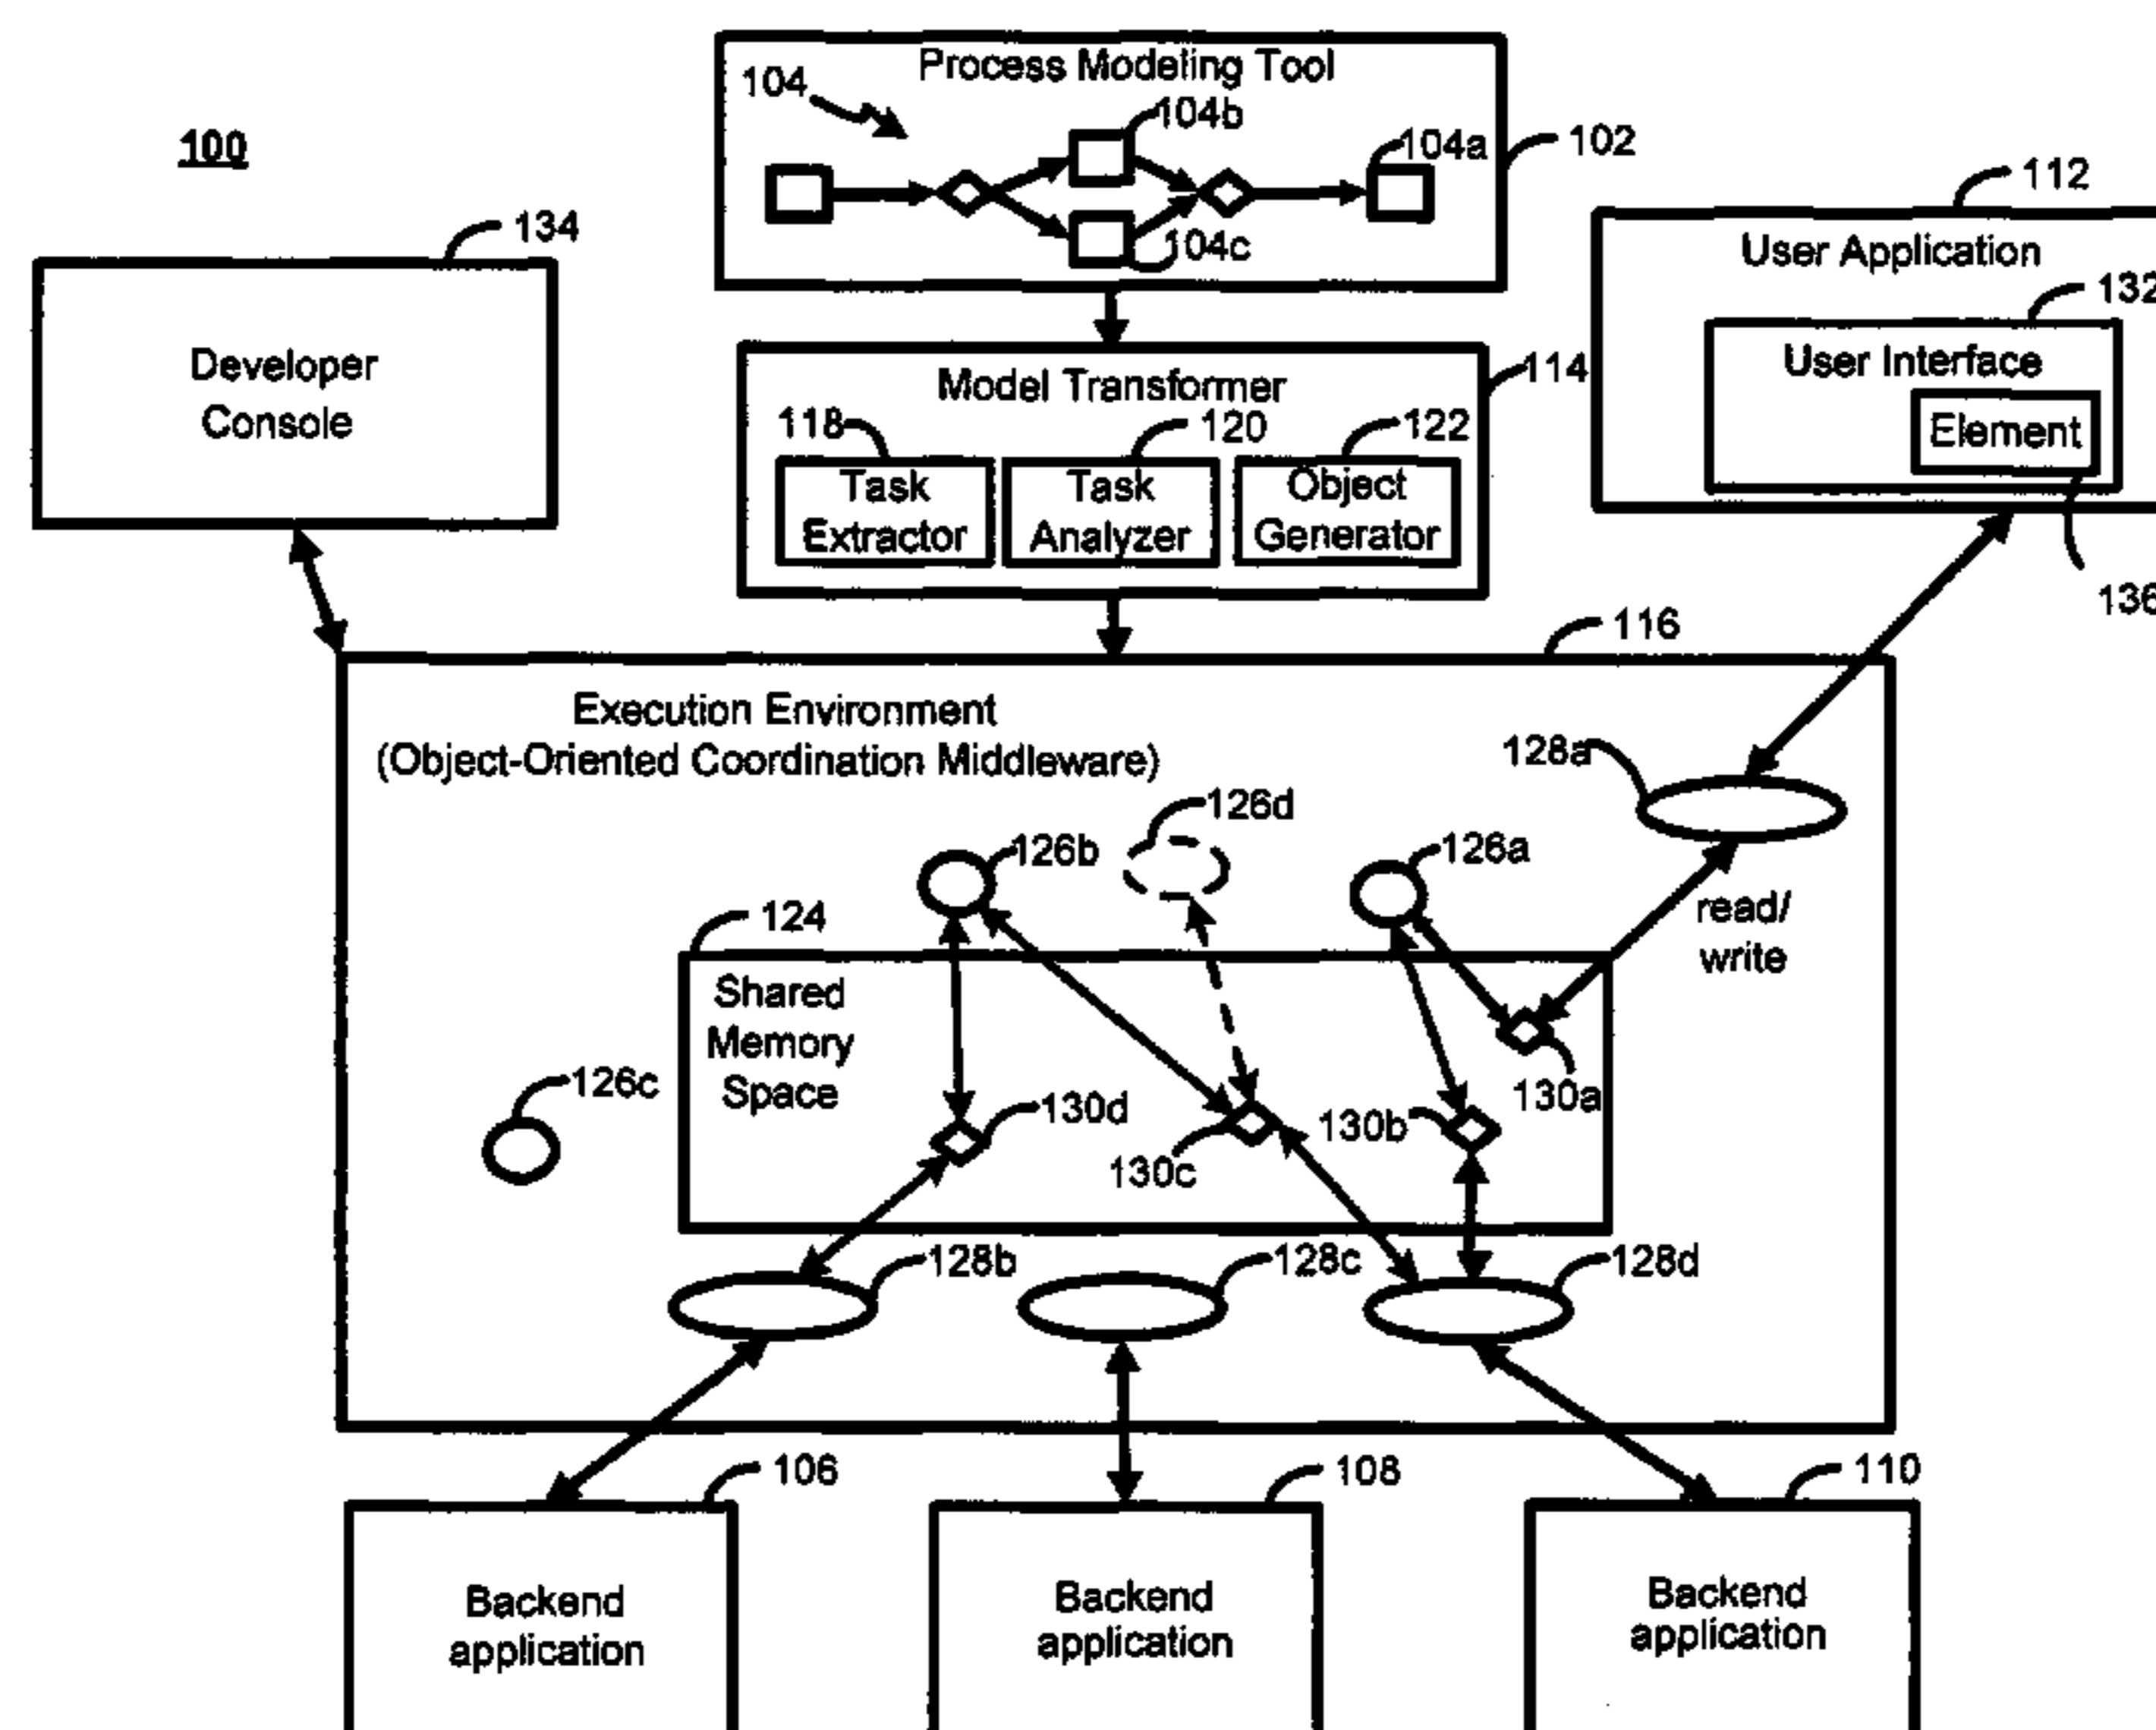 100
Process Modeling Tool
104
104b
104a
104c
102
134
Developer
Console
112
User Application
132
User Interface
Element
136
Model Transformer
114
118
120
122
Task
Extractor
Task
Analyzer
Object
Generator
116
Execution Environment
(Object-Oriented Coordination Middleware)
128a
126d
126b
126a
read/
write
124
Shared
Memory
Space
126c
130d
130c
130b
130a
128b
128c
128d
106
108
110
Backend
application
Backend
application
Backend
application